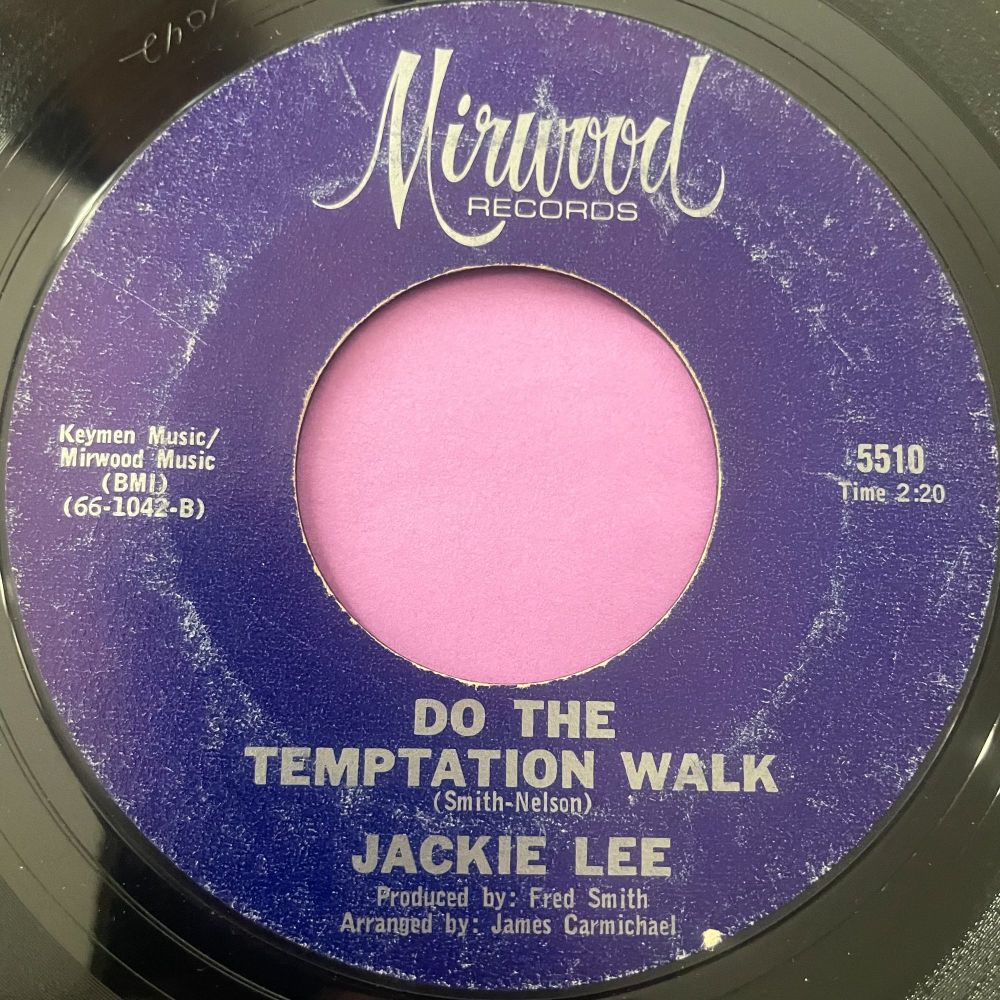 Mirwood
RECORDS
Keymen Music/
Mirwood Music
(BMI)
(66-1042-B)
5510
Time 2:20
DO THE
TEMPTATION WALK
(Smith-Nelson)
JACKIE LEE
Produced by: Fred Smith
Arranged by: James Carmichael